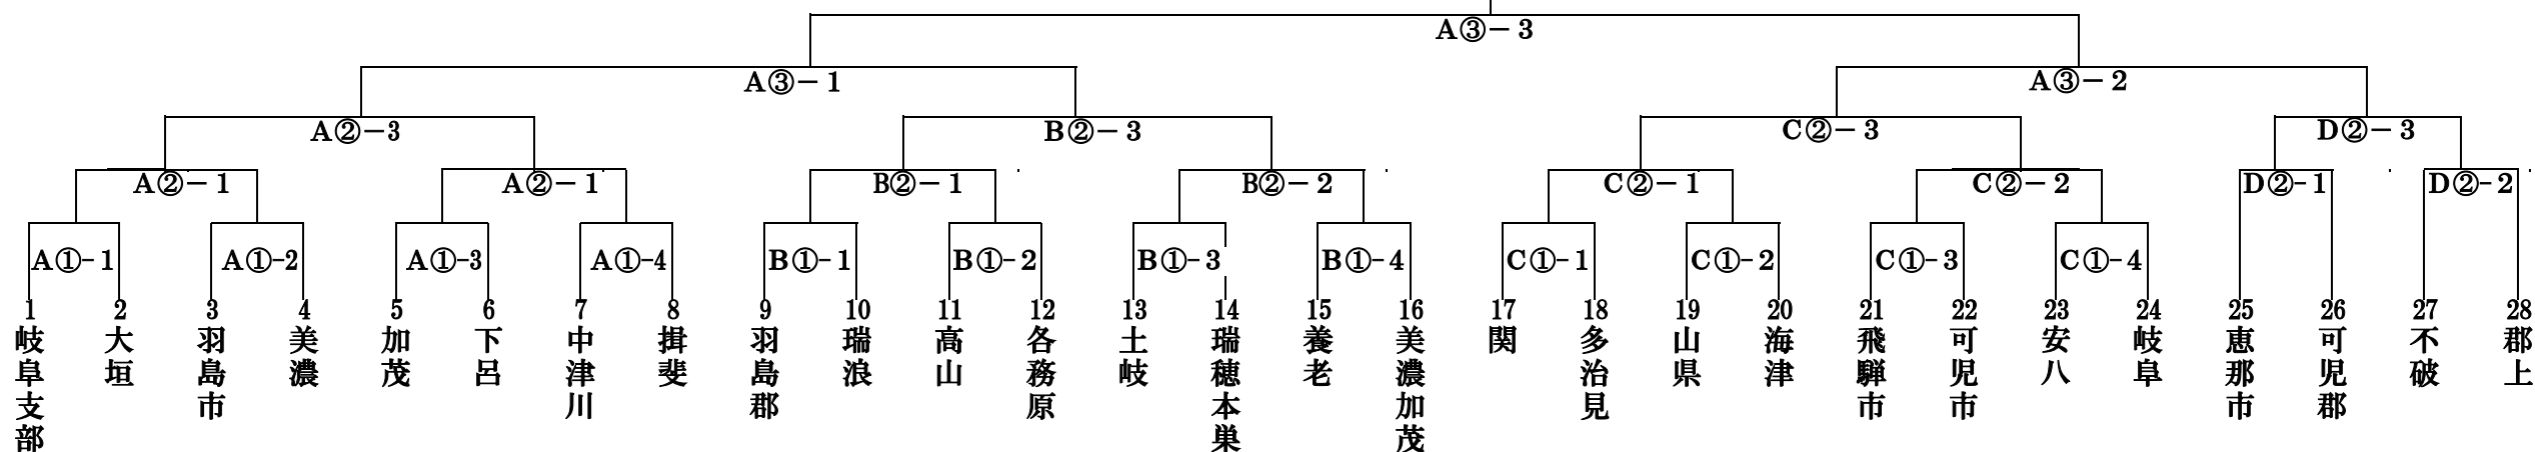 A③－3
A③－1
A③－2
A②－3
B②－3
C②－3
D②－3
A②－1
A②－1
B②－1
B②－2
C②－1
C②－2
D②-1
D②-2
A①-1
A①-2
A①-3
A①-4
B①-1
B①-2
B①-3
B①-4
C①-1
C①-2
C①-3
C①-4
1
2
3
4
5
6
7
8
9
10
11
12
13
14
15
16
17
18
19
20
21
22
23
24
25
26
27
28
岐阜支部
大垣
羽島市
美濃
加茂
下呂
中津川
揖斐
羽島郡
瑞浪
高山
各務原
土岐
瑞穂本巣
養老
美濃加茂
関
多治見
山県
海津
飛騨市
可児市
安八
岐阜
恵那市
可児郡
不破
郡上